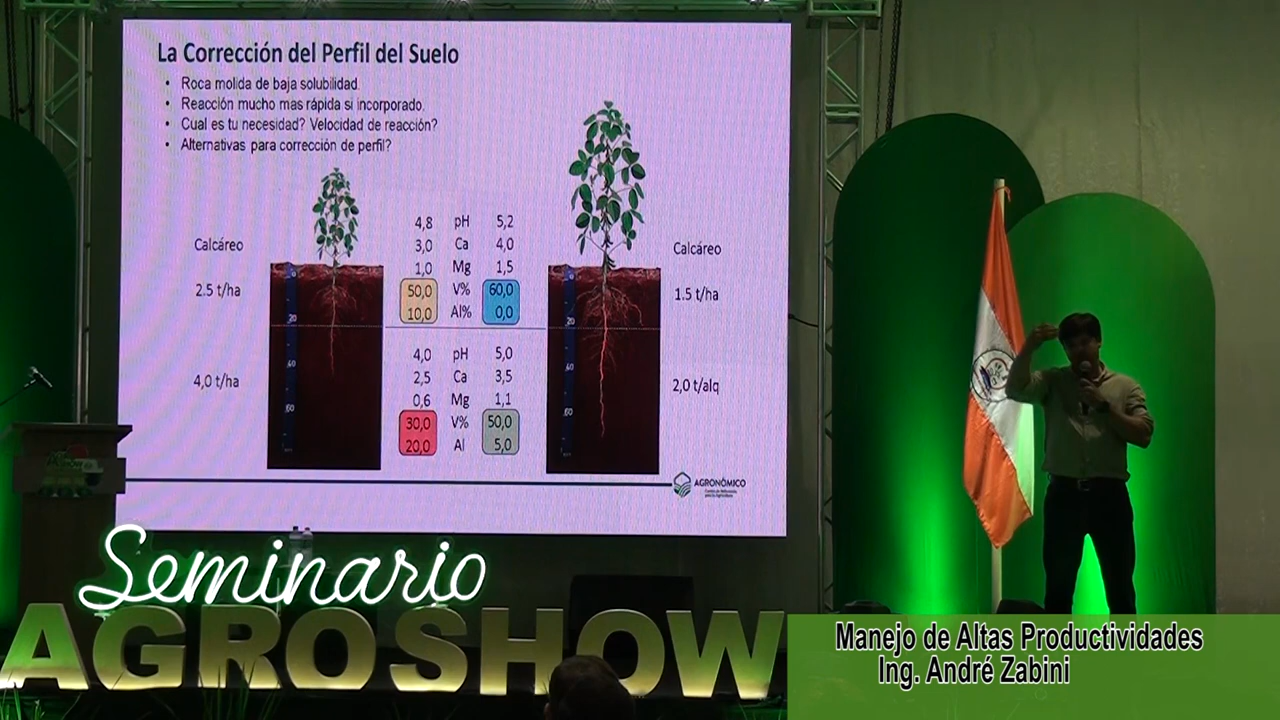 La Corrección del Perfil del Suelo
• Roca molida de baja solubilidad.
• Reacción mucho mas rápida si incorporado.
• Cual es tu necesidad? Velocidad de reacción?
• Alternativas para corrección de perfil?
Calcáreo
2.5 t/ha
4,0 t/ha
4,8 pH 5,2
3,0 Ca 4,0
1,0 Mg 1,5
50,0 V% 60,0
10,0 Al% 0,0
4,0 pH 5,0
2,5 Ca 3,5
0,6 Mg 1,1
30,0 V% 50,0
20,0 Al 5,0
Calcáreo
1.5 t/ha
2,0 t/alq
AGRONÓMICO
Seminario
AGROSHOW
Manejo de Altas Productividades
Ing. André Zabini